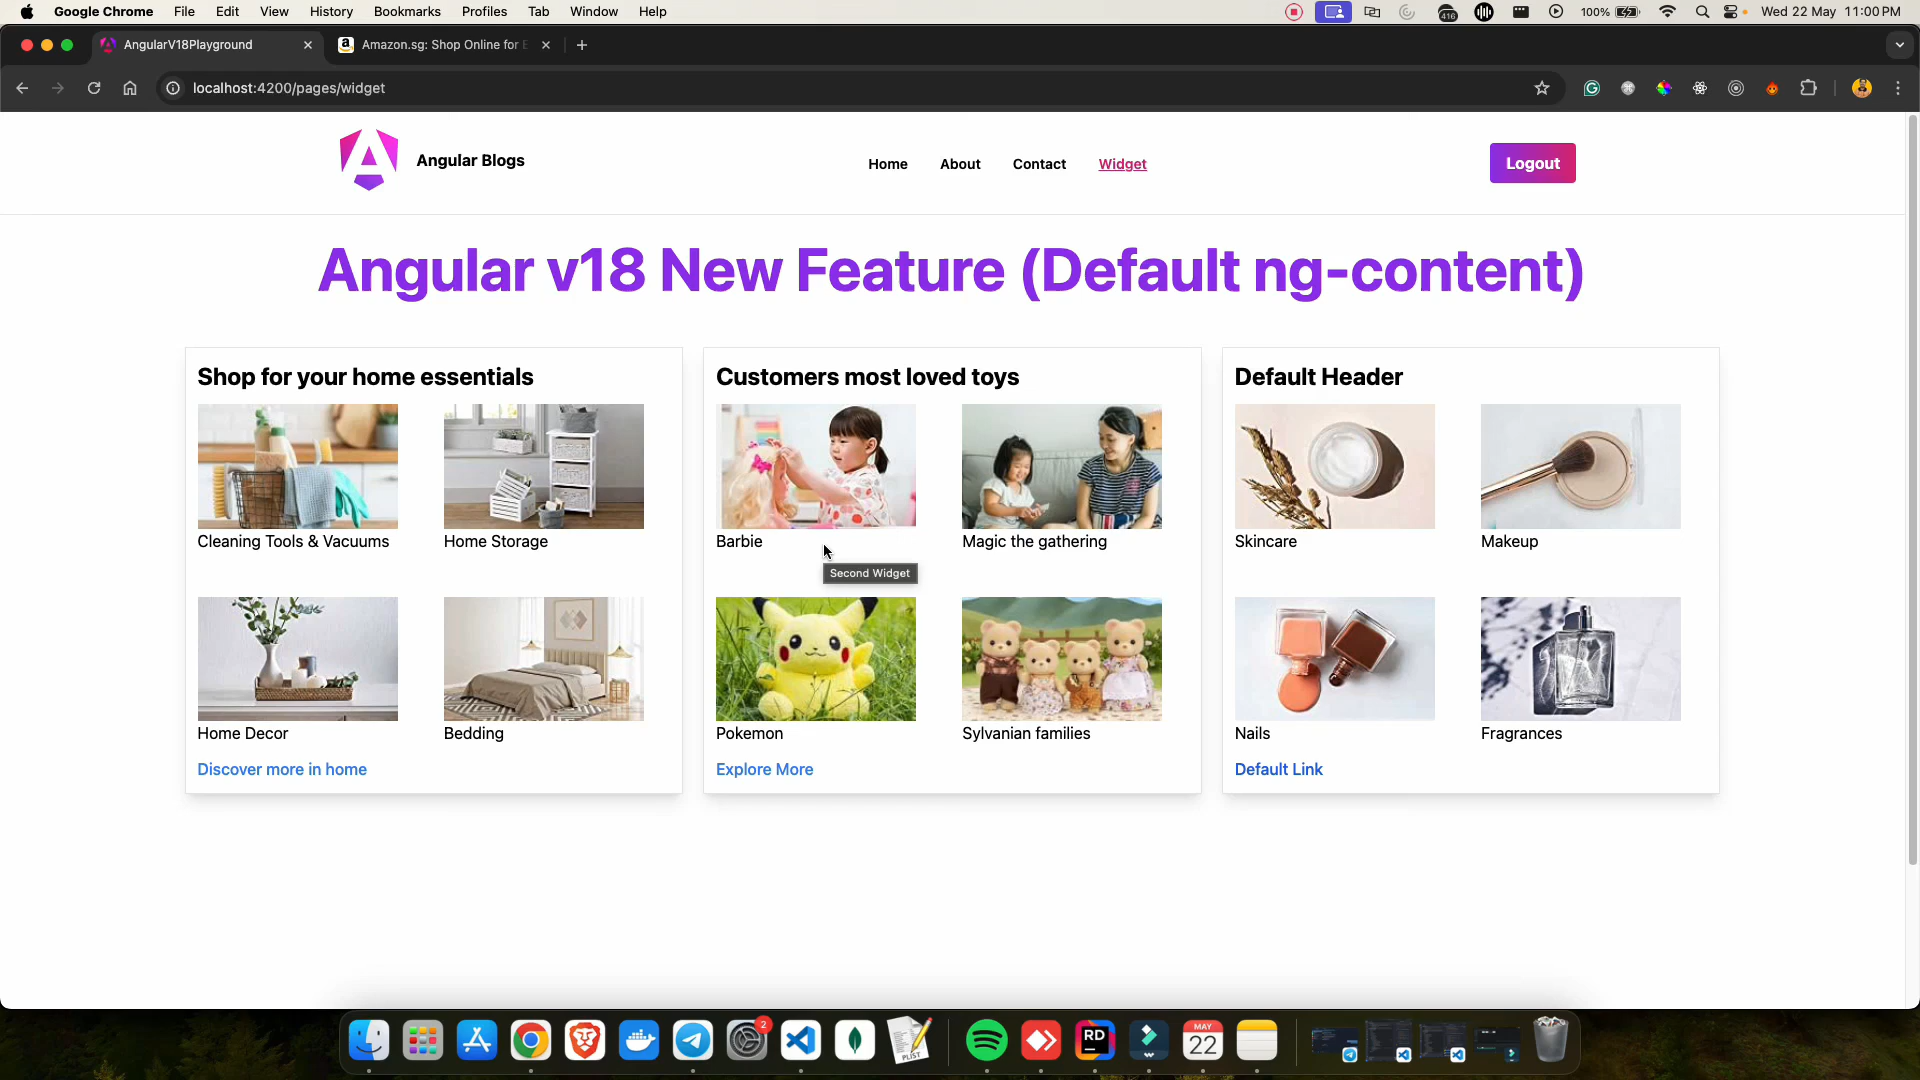 Google Chrome File Edit View History Bookmarks Profiles Tab Window Help
416 100% Wed 22 May 11:00 PM
AngularV18Playground
Amazon.sg: Shop Online for
localhost:4200/pages/widget
Angular Blogs
Home About Contact Widget
Logout
Angular v18 New Feature (Default ng-content)
Shop for your home essentials
Cleaning Tools & Vacuums
Home Storage
Home Decor
Bedding
Discover more in home
Customers most loved toys
Barbie
Magic the gathering
Second Widget
Pokemon
Sylvanian families
Explore More
Default Header
Skincare
Makeup
Nails
Fragrances
Default Link
2
PLIST
RD
MAY
22